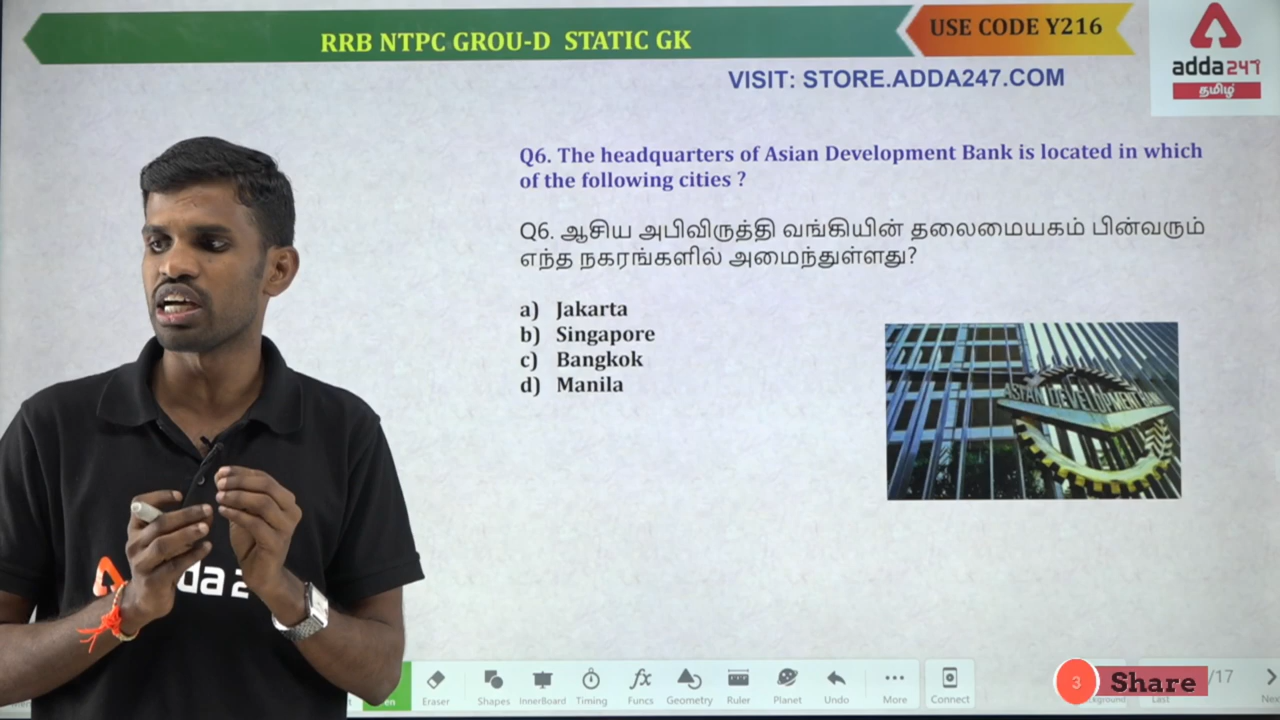 RRB NTPC GROU-D STATIC GK
USE CODE Y216
adda247
தமிழ்
VISIT: STORE.ADDA247.COM
Q6. The headquarters of Asian Development Bank is located in which
of the following cities ?
Q6. ஆசிய அபிவிருத்தி வங்கியின் தலைமையகம் பின்வரும்
எந்த நகரங்களில் அமைந்துள்ளது?
a) Jakarta
b) Singapore
c) Bangkok
d) Manila
ASIAN DEVELOPMENT BANK
Eraser
Shapes
InnerBoard
Timing
fx
Funcs
Geometry
Ruler
Planet
Undo
More
Connect
3
Share
/17